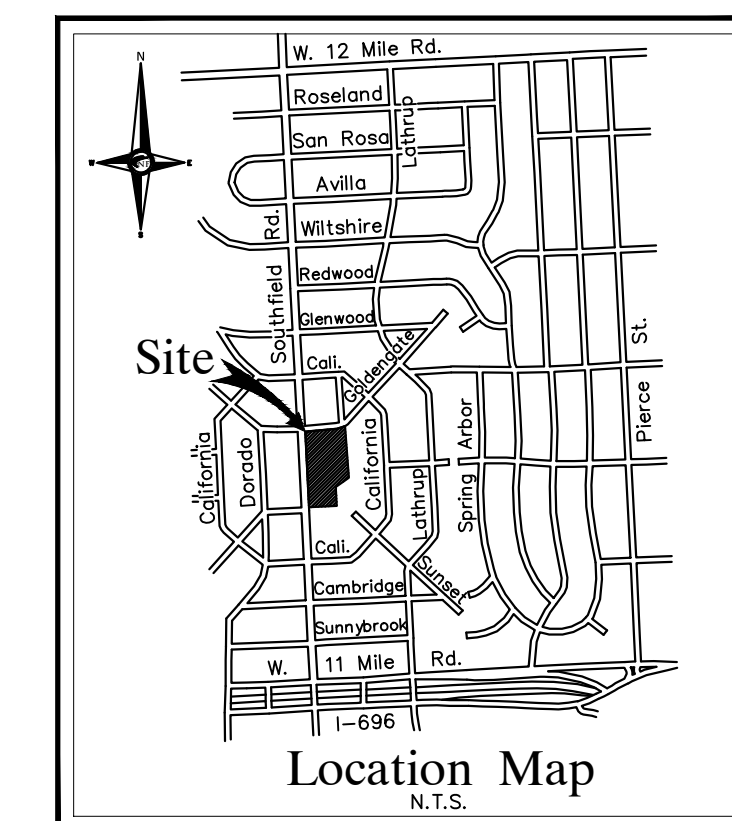 N
W. 12 Mile Rd.
Roseland
Lathrup
San Rosa
W
NF
E
Avilla
S
Southfield Rd.
Wiltshire
Redwood
Glenwood
Site
Cali.
Goldengate
St.
Pierce
California
Dorado
California
Spring Arbor
Lathrup
Cali.
Sunset
Cambridge
Sunnybrook
W. 11 Mile Rd.
I-696
Location Map
N.T.S.